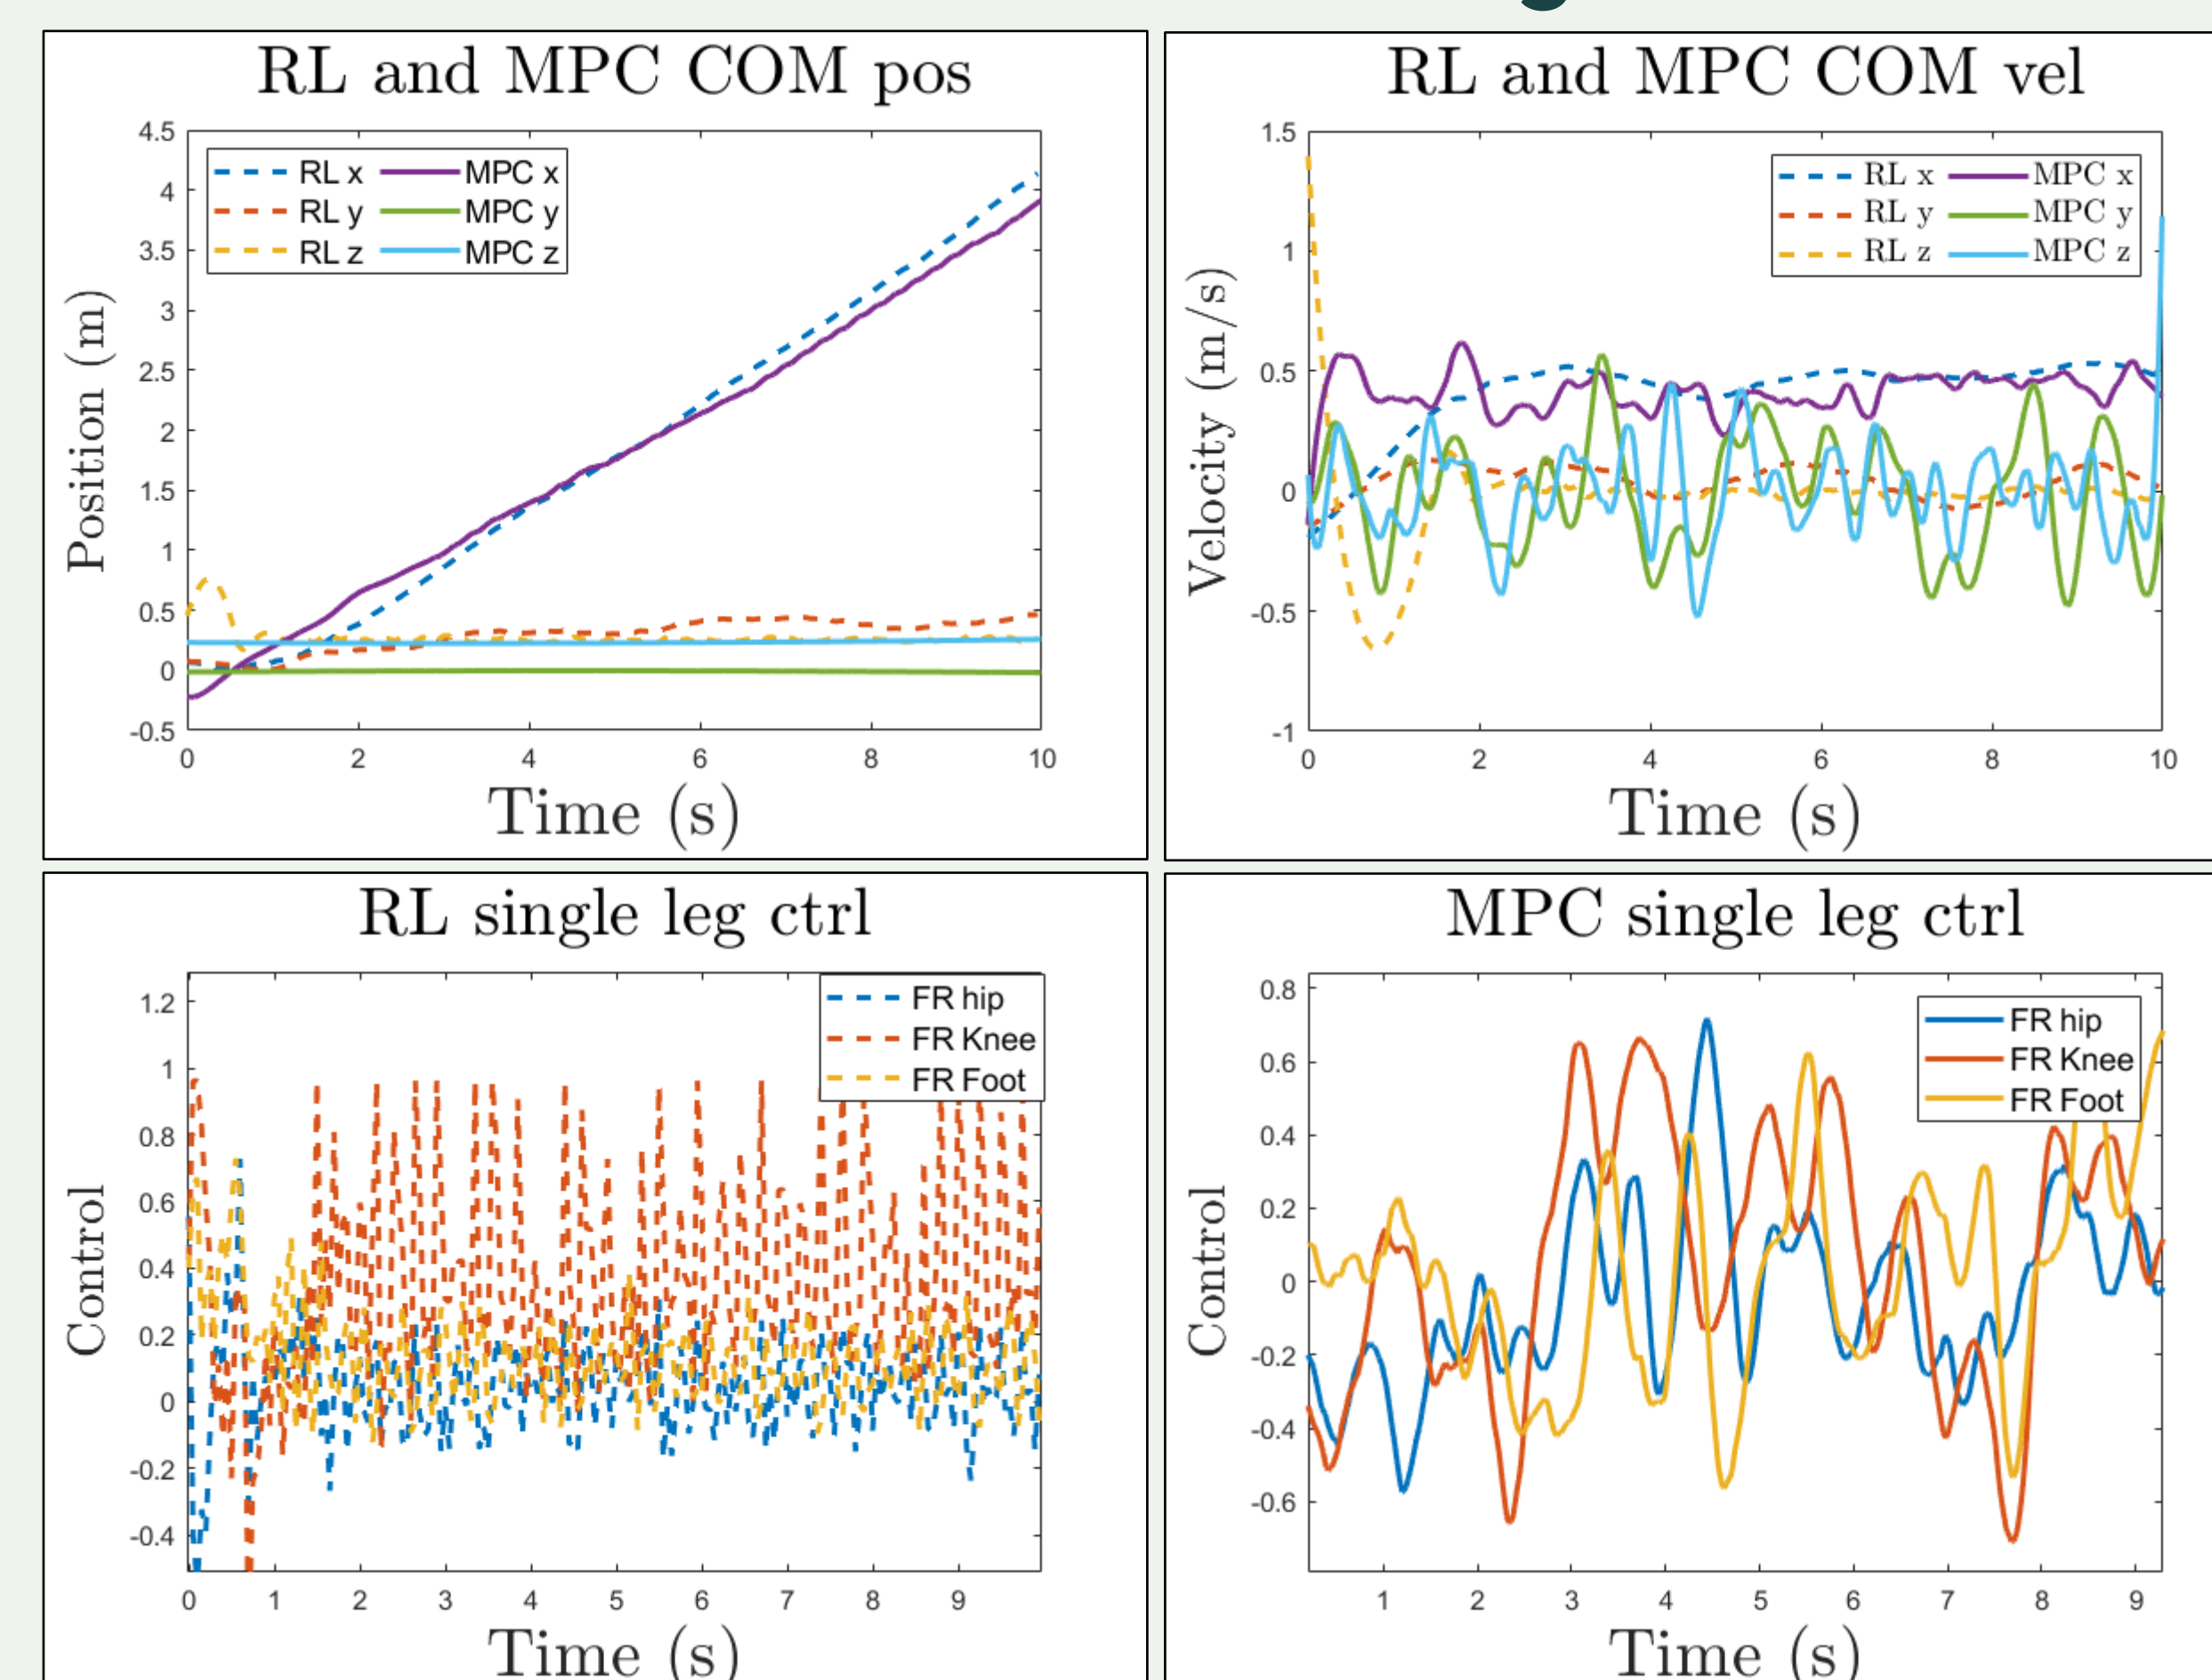 RL and MPC COM pos
4.5
4
3.5
3
2.5
2
1.5
1
0.5
0
-0.5
Position (m)
RL x MPC x
RL y MPC y
RL z MPC z
0 2 4 6 8 10
Time (s)
RL and MPC COM vel
1.5
1
0.5
0
-0.5
-1
Velocity (m/s)
RL x MPC x
RL y MPC y
RL z MPC z
0 2 4 6 8 10
Time (s)
RL single leg ctrl
1.2
1
0.8
0.6
0.4
0.2
0
-0.2
-0.4
Control
FR hip
FR Knee
FR Foot
0 1 2 3 4 5 6 7 8 9
Time (s)
MPC single leg ctrl
0.8
0.6
0.4
0.2
0
-0.2
-0.4
-0.6
Control
FR hip
FR Knee
FR Foot
1 2 3 4 5 6 7 8 9
Time (s)